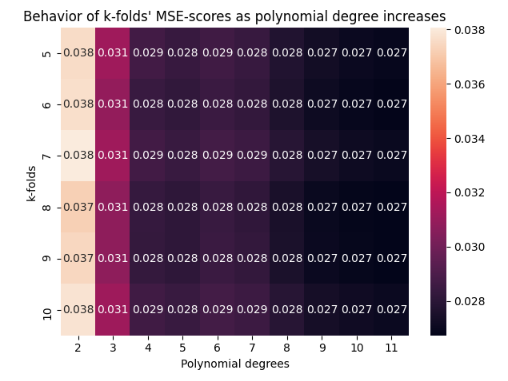 Behavior of k-folds' MSE-scores as polynomial degree increases
5 0.038 0.031 0.029 0.028 0.029 0.028 0.028 0.027 0.027 0.027
6 0.038 0.031 0.028 0.028 0.028 0.028 0.028 0.027 0.027 0.027
7 0.038 0.031 0.029 0.028 0.029 0.029 0.028 0.027 0.027 0.027
8 0.037 0.031 0.028 0.028 0.028 0.028 0.028 0.027 0.027 0.027
9 0.037 0.031 0.028 0.028 0.028 0.028 0.028 0.027 0.027 0.027
10 0.038 0.031 0.029 0.028 0.029 0.029 0.028 0.027 0.027 0.027
2 3 4 5 6 7 8 9 10 11
Polynomial degrees
k-folds
0.038
0.036
0.034
0.032
0.030
0.028